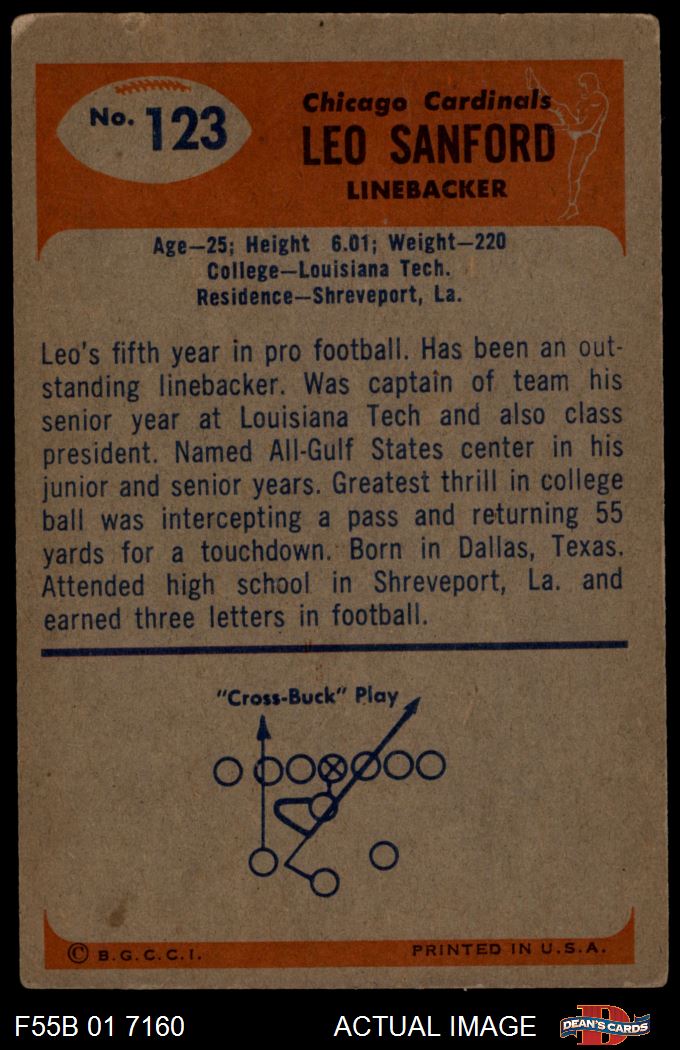 No. 123
Chicago Cardinals
LEO SANFORD
LINEBACKER
Age—25; Height 6.01; Weight—220
College—Louisiana Tech.
Residence—Shreveport, La.
Leo's fifth year in pro football. Has been an out-
standing linebacker. Was captain of team his
senior year at Louisiana Tech and also class
president. Named All-Gulf States center in his
junior and senior years. Greatest thrill in college
ball was intercepting a pass and returning 55
yards for a touchdown. Born in Dallas, Texas.
Attended high school in Shreveport, La. and
earned three letters in football.
"Cross-Buck" Play
© B.G.C.C.I.
PRINTED IN U.S.A.
F55B 01 7160
ACTUAL IMAGE
D
DEAN'S CARDS